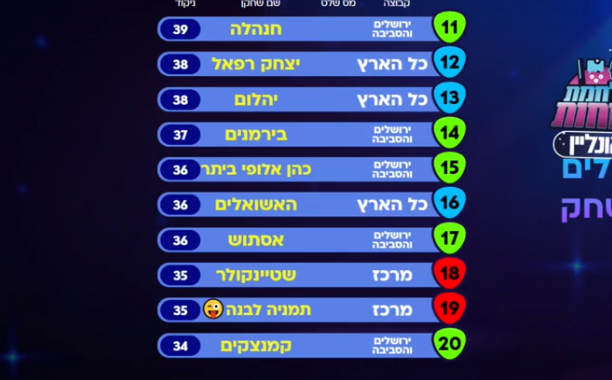 קבוצה מס שלט שם שחקן ניקוד
11 ירושלים והסביבה חנהלה 39
12 כל הארץ יצחק רפאל 38
13 כל הארץ יהלום 38
14 ירושלים והסביבה בירמנים 37
15 ירושלים והסביבה כהן אלופי ביתר 36
16 כל הארץ האשואלים 36
17 ירושלים והסביבה אסתוש 36
18 מרכז שטיינקולר 35
19 מרכז תמניה לבנה😜 35
20 ירושלים והסביבה קמנצקים 34